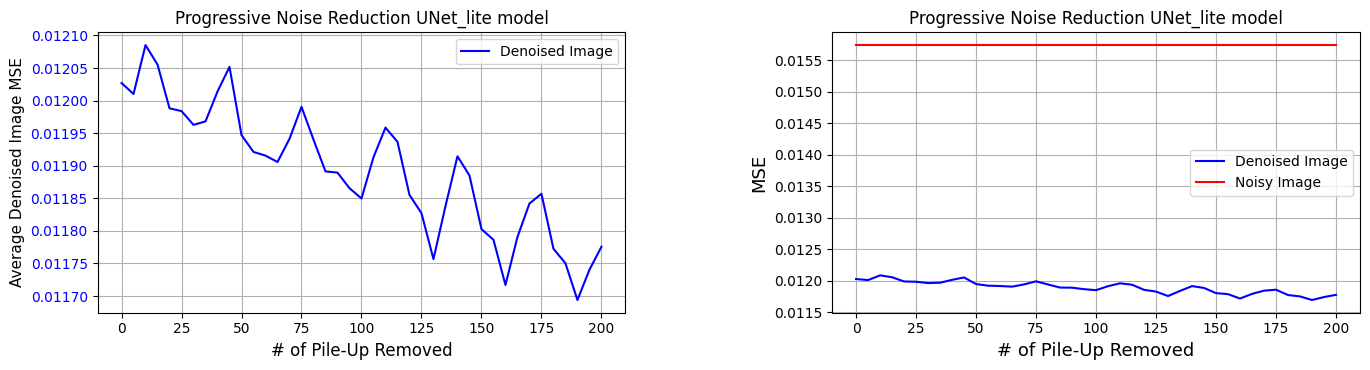 Progressive Noise Reduction UNet_lite model
Average Denoised Image MSE
0.01210
0.01205
0.01200
0.01195
0.01190
0.01185
0.01180
0.01175
0.01170
Denoised Image
0 25 50 75 100 125 150 175 200
# of Pile-Up Removed
Progressive Noise Reduction UNet_lite model
MSE
0.0155
0.0150
0.0145
0.0140
0.0135
0.0130
0.0125
0.0120
0.0115
Denoised Image
Noisy Image
0 25 50 75 100 125 150 175 200
# of Pile-Up Removed